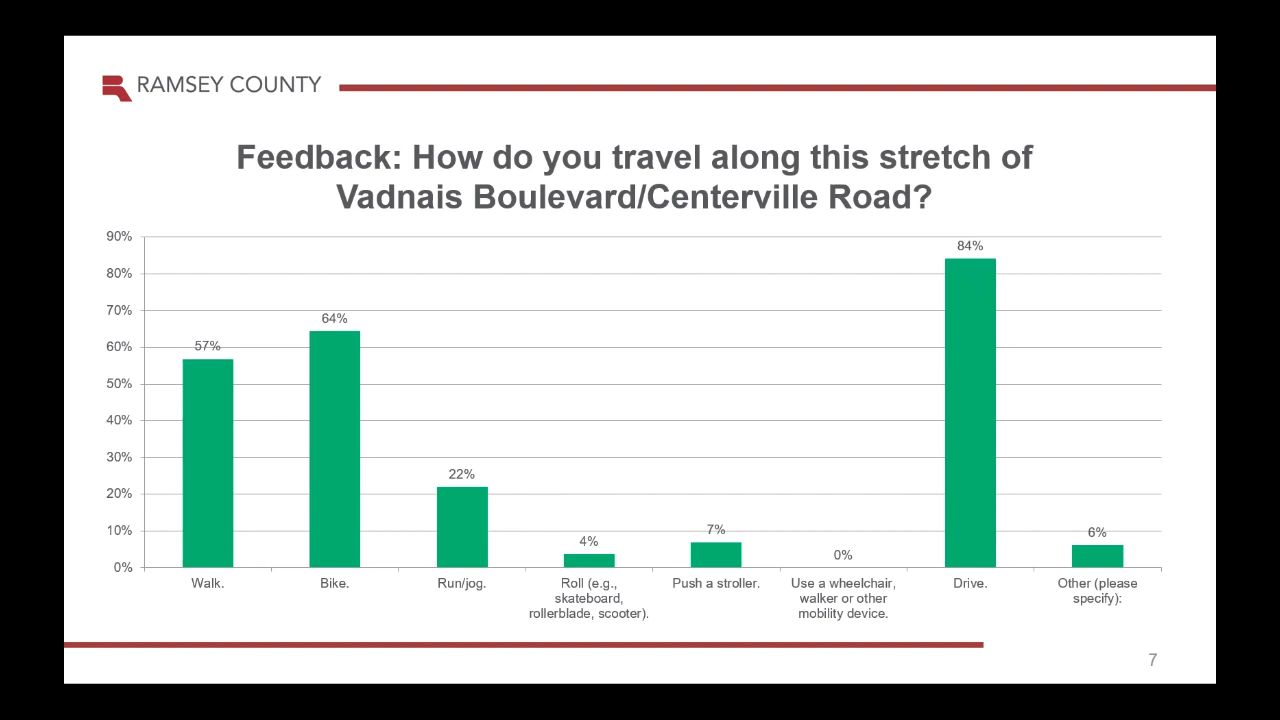 RAMSEY COUNTY
Feedback: How do you travel along this stretch of
Vadnais Boulevard/Centerville Road?
90%
80%
70%
60%
50%
40%
30%
20%
10%
0%
57%
64%
22%
4%
7%
0%
84%
6%
Walk.
Bike.
Run/jog.
Roll (e.g.,
skateboard,
rollerblade, scooter).
Push a stroller.
Use a wheelchair,
walker or other
mobility device.
Drive.
Other (please
specify):
7